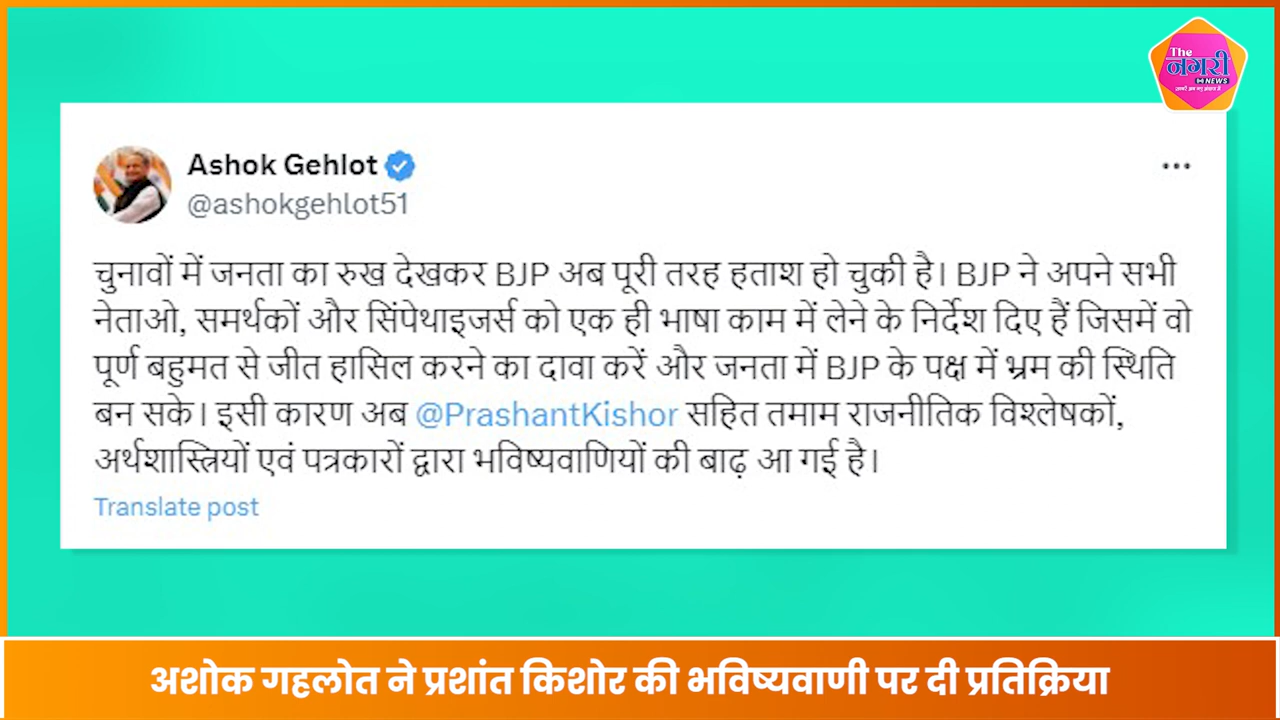 The
नगरी
NEWS
Ashok Gehlot
@ashokgehlot51
चुनावों में जनता का रुख देखकर BJP अब पूरी तरह हताश हो चुकी है। BJP ने अपने सभी
नेताओ, समर्थकों और सिंपेथाइजर्स को एक ही भाषा काम में लेने के निर्देश दिए हैं जिसमें वो
पूर्ण बहुमत से जीत हासिल करने का दावा करें और जनता में BJP के पक्ष में भ्रम की स्थिति
बन सके। इसी कारण अब @PrashantKishor सहित तमाम राजनीतिक विश्लेषकों,
अर्थशास्त्रियों एवं पत्रकारों द्वारा भविष्यवाणियों की बाढ़ आ गई है।
Translate post
अशोक गहलोत ने प्रशांत किशोर की भविष्यवाणी पर दी प्रतिक्रिया